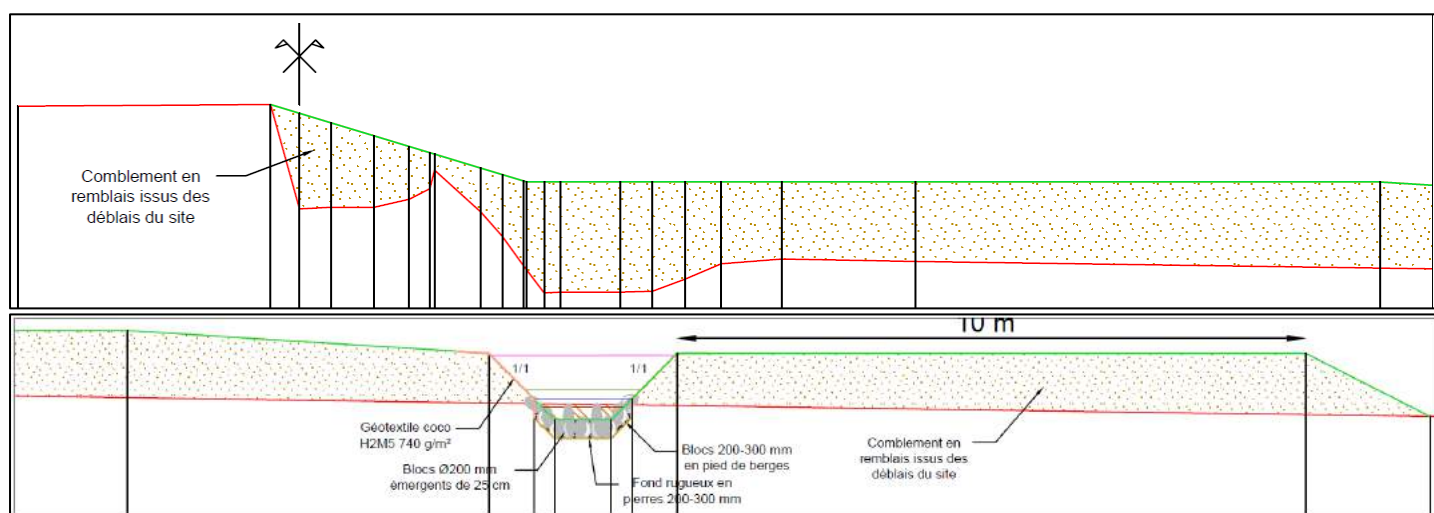 Comblement en
remblais issus des
déblais du site
10 m
1/1
1/1
Géotextile coco
H2M5 740 g/m²
Blocs Ø200 mm
émergents de 25 cm
Fond rugueux en
pierres 200-300 mm
Blocs 200-300 mm
en pied de berges
Comblement en
remblais issus des
déblais du site